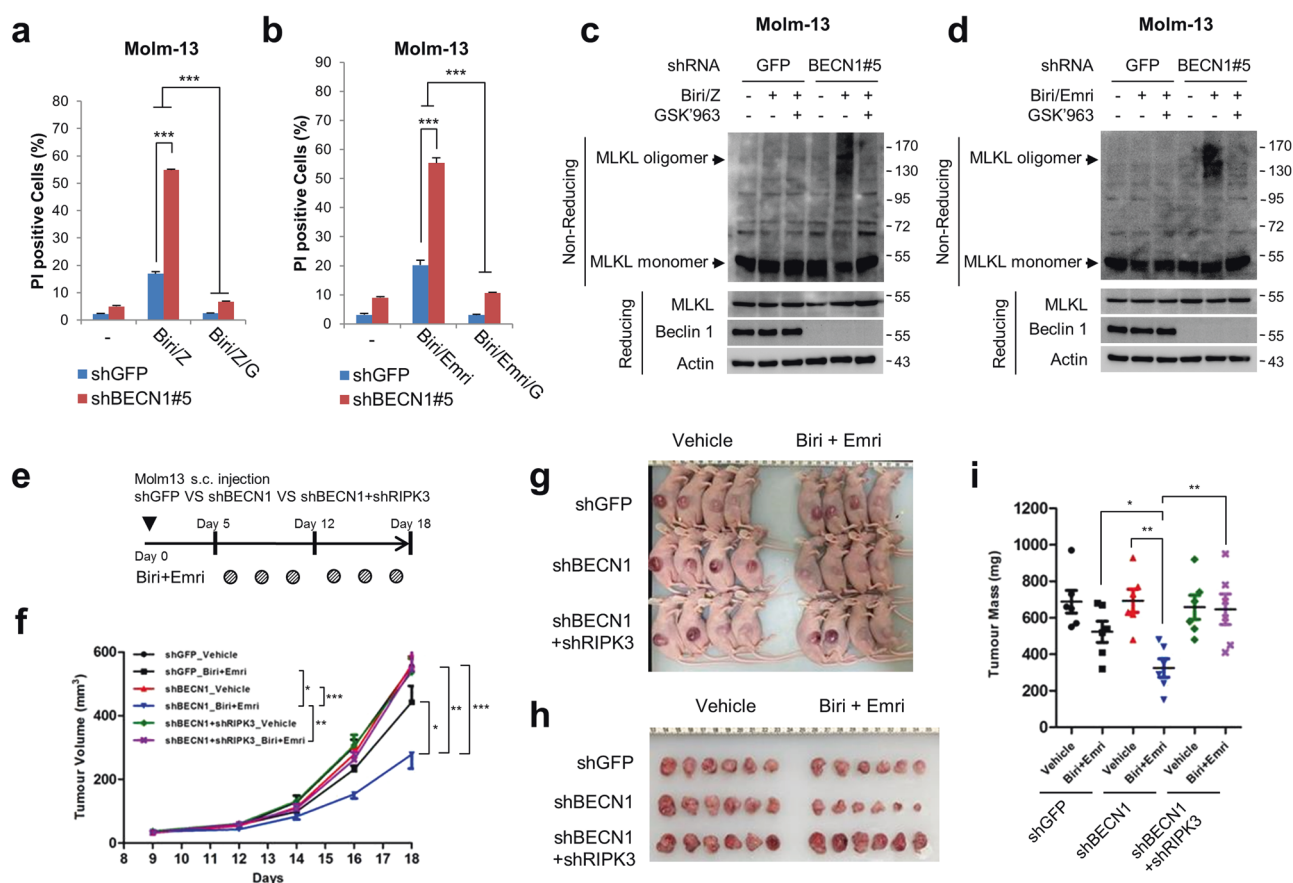 a
Molm-13
PI positive Cells (%)
80
70
60
50
40
30
20
10
0
***
***
-
Biri/Z
Biri/Z/G
shGFP
shBECN1#5
b
Molm-13
PI positive Cells (%)
90
80
70
60
50
40
30
20
10
0
***
***
-
Biri/Emri
Biri/Emri/G
shGFP
shBECN1#5
c
Molm-13
shRNA GFP BECN1#5
Biri/Z - + + - + +
GSK'963 + +
Non-Reducing
MLKL oligomer
MLKL monomer
- 170
- 130
- 95
- 72
- 55
Reducing
MLKL - 55
Beclin 1 - 55
Actin - 43
d
Molm-13
shRNA GFP BECN1#5
Biri/Emri - + + - + +
GSK'963 + +
Non-Reducing
MLKL oligomer
MLKL monomer
- 170
- 130
- 95
- 72
- 55
Reducing
MLKL - 55
Beclin 1 - 55
Actin - 43
e
Molm13 s.c. injection
shGFP VS shBECN1 VS shBECN1+shRIPK3
Day 0
Day 5
Day 12
Day 18
Biri+Emri
f
Tumour Volume (mm³)
600
400
200
0
8 9 10 11 12 13 14 15 16 17 18
Days
shGFP_Vehicle
shGFP_Biri+Emri
shBECN1_Vehicle
shBECN1_Biri+Emri
shBECN1+shRIPK3_Vehicle
shBECN1+shRIPK3_Biri+Emri
*
***
**
*
**
***
g
Vehicle Biri + Emri
shGFP
shBECN1
shBECN1
+shRIPK3
h
Vehicle Biri + Emri
shGFP
shBECN1
shBECN1
+shRIPK3
i
Tumour Mass (mg)
1200
1000
800
600
400
200
0
*
**
**
Vehicle
Biri+Emri
Vehicle
Biri+Emri
Vehicle
Biri+Emri
shGFP
shBECN1
shBECN1
+shRIPK3